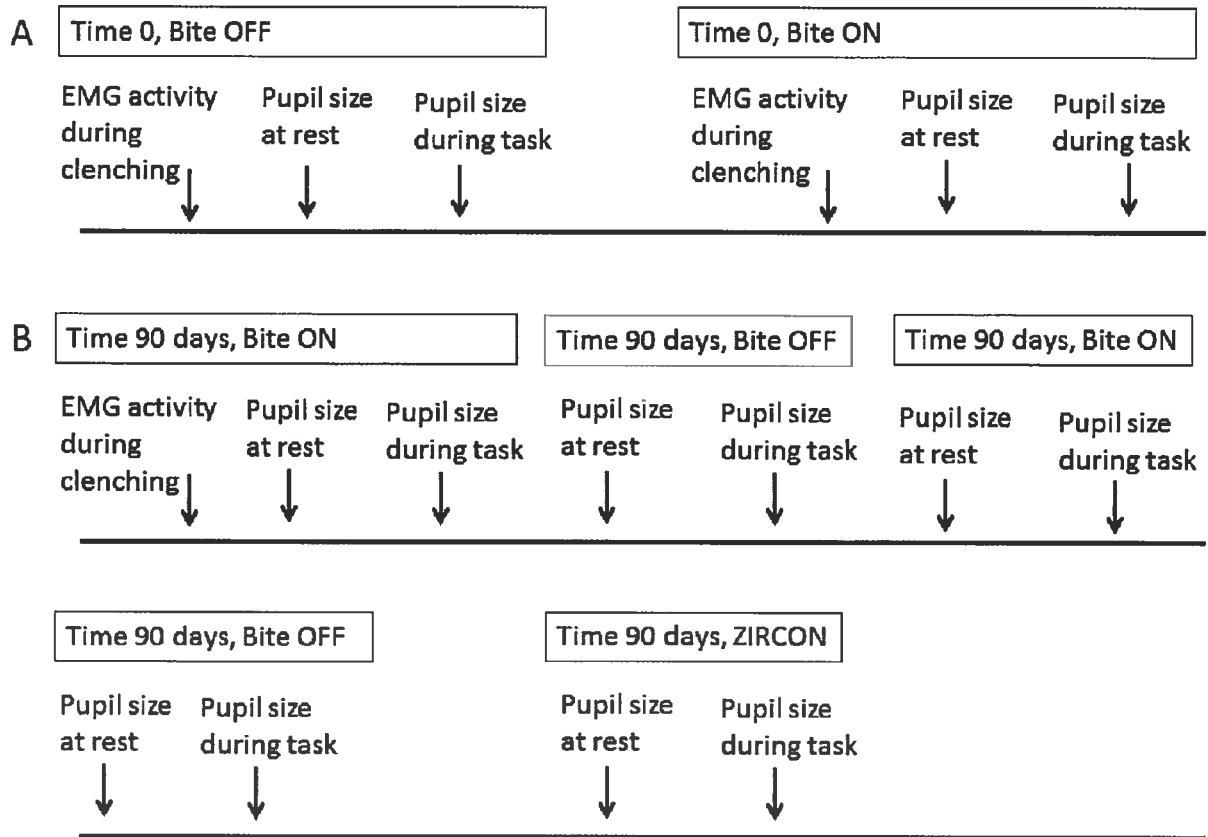 A
Time 0, Bite OFF
Time 0, Bite ON
EMG activity
during
clenching
Pupil size
at rest
Pupil size
during task
EMG activity
during
clenching
Pupil size
at rest
Pupil size
during task
B
Time 90 days, Bite ON
Time 90 days, Bite OFF
Time 90 days, Bite ON
EMG activity
during
clenching
Pupil size
at rest
Pupil size
during task
Pupil size
at rest
Pupil size
during task
Pupil size
at rest
Pupil size
during task
Time 90 days, Bite OFF
Time 90 days, ZIRCON
Pupil size
at rest
Pupil size
during task
Pupil size
at rest
Pupil size
during task